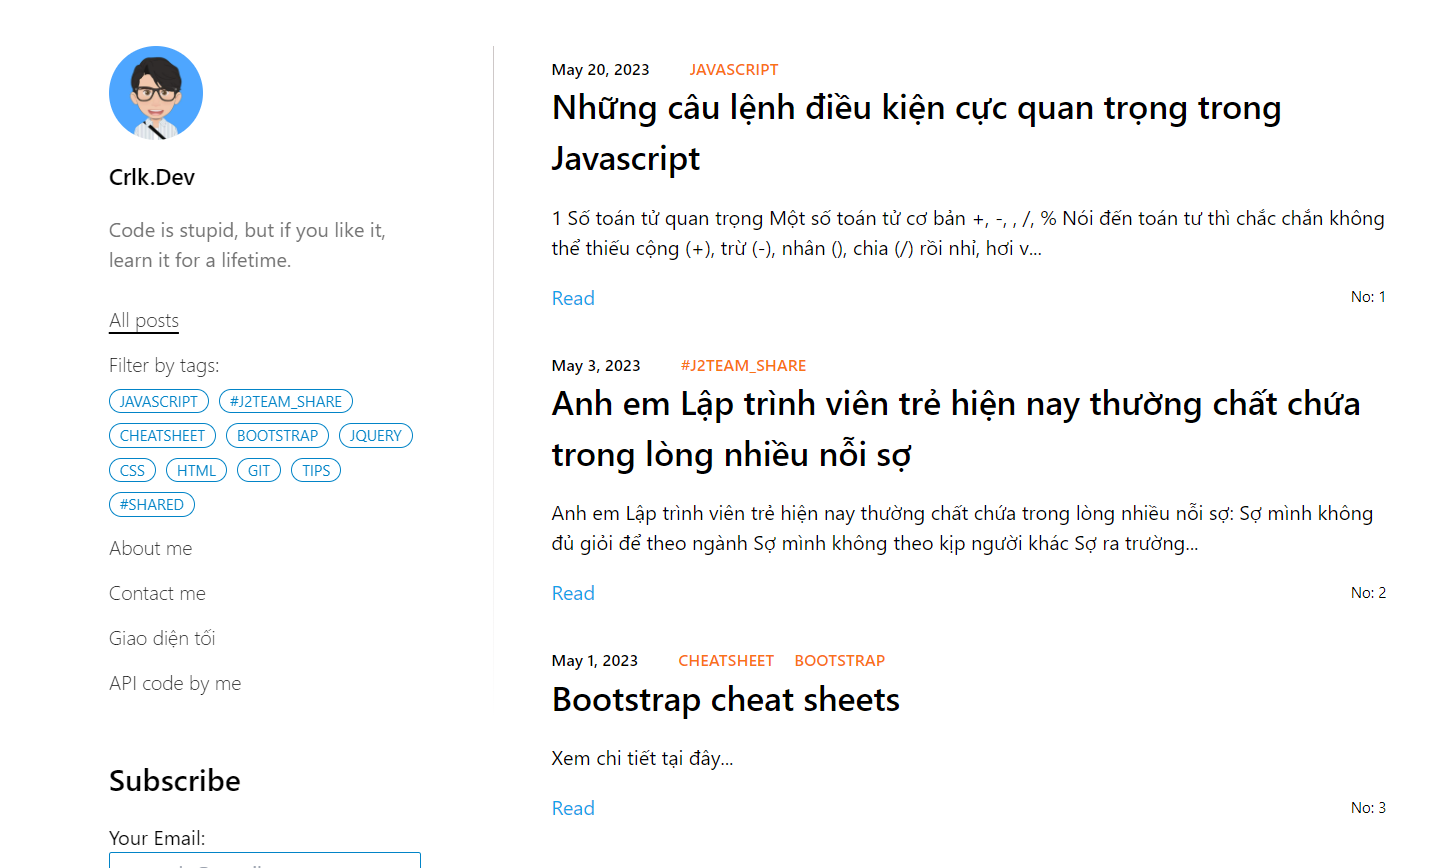 Crlk.Dev
Code is stupid, but if you like it,
learn it for a lifetime.
All posts
Filter by tags:
JAVASCRIPT #J2TEAM_SHARE
CHEATSHEET BOOTSTRAP JQUERY
CSS HTML GIT TIPS
#SHARED
About me
Contact me
Giao diện tối
API code by me
Subscribe
Your Email:
May 20, 2023 JAVASCRIPT
Những câu lệnh điều kiện cực quan trọng trong
Javascript
1 Số toán tử quan trọng Một số toán tử cơ bản +, -, , /, % Nói đến toán tư thì chắc chắn không
thể thiếu cộng (+), trừ (-), nhân (), chia (/) rồi nhỉ, hơi v...
Read No: 1
May 3, 2023 #J2TEAM_SHARE
Anh em Lập trình viên trẻ hiện nay thường chất chứa
trong lòng nhiều nỗi sợ
Anh em Lập trình viên trẻ hiện nay thường chất chứa trong lòng nhiều nỗi sợ: Sợ mình không
đủ giỏi để theo ngành Sợ mình không theo kịp người khác Sợ ra trường...
Read No: 2
May 1, 2023 CHEATSHEET BOOTSTRAP
Bootstrap cheat sheets
Xem chi tiết tại đây...
Read No: 3